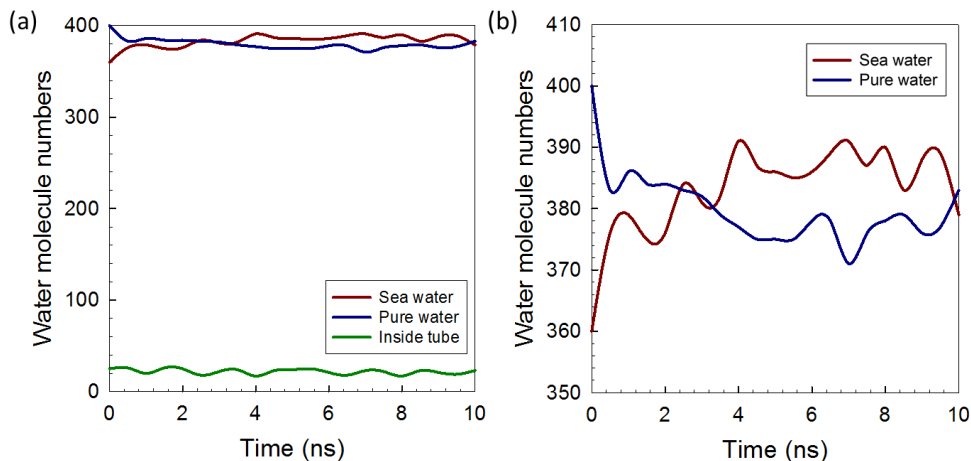 (a)
Water molecule numbers
400
300
200
100
0
Sea water
Pure water
Inside tube
0 2 4 6 8 10
Time (ns)
(b)
Water molecule numbers
410
400
390
380
370
360
350
Sea water
Pure water
0 2 4 6 8 10
Time (ns)